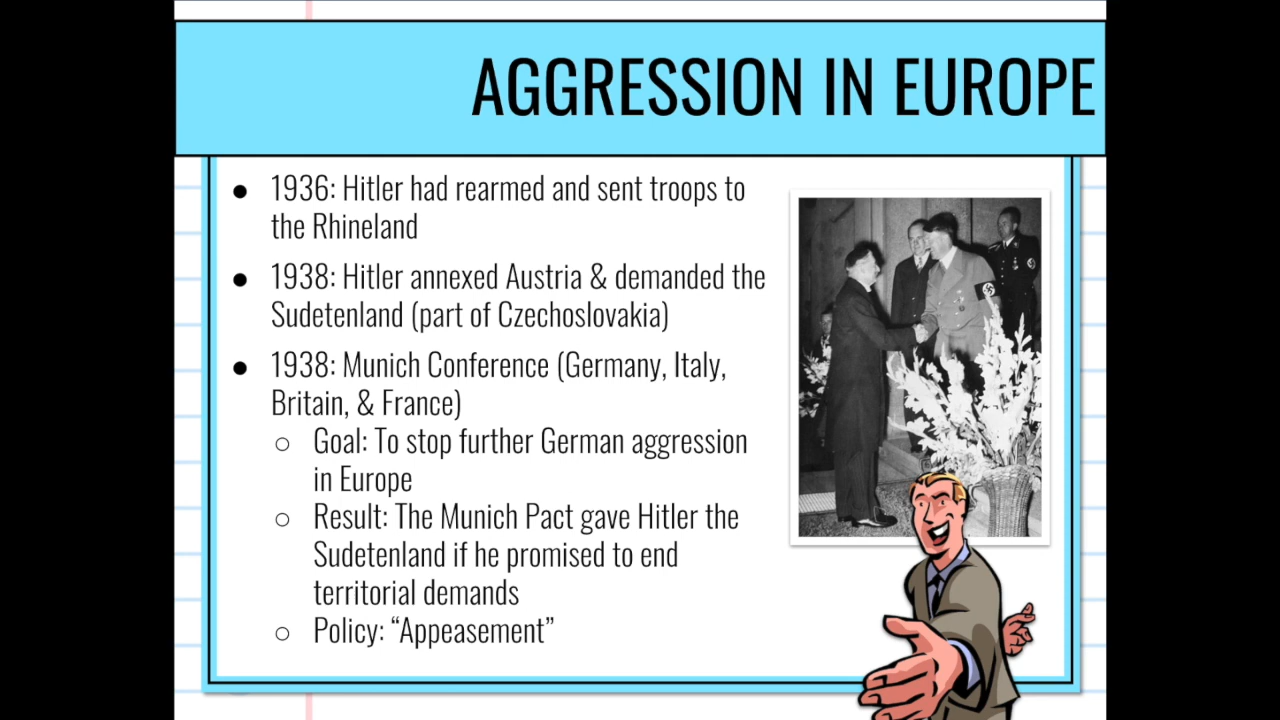 AGGRESSION IN EUROPE
● 1936: Hitler had rearmed and sent troops to
the Rhineland
● 1938: Hitler annexed Austria & demanded the
Sudetenland (part of Czechoslovakia)
● 1938: Munich Conference (Germany, Italy,
Britain, & France)
○ Goal: To stop further German aggression
in Europe
○ Result: The Munich Pact gave Hitler the
Sudetenland if he promised to end
territorial demands
○ Policy: “Appeasement”